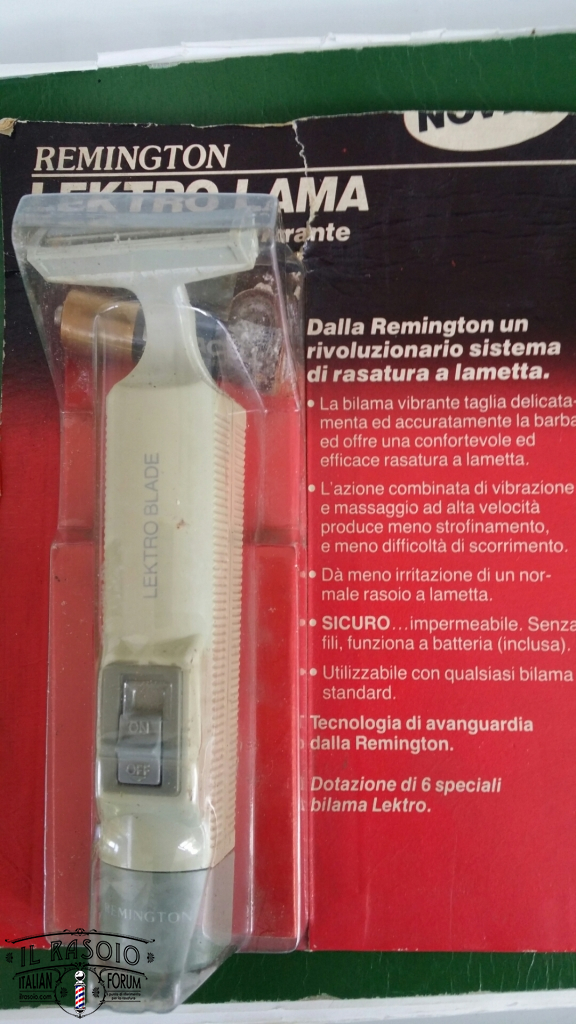 REMINGTON
LEKTRO LAMA
Dalla Remington un
rivoluzionario sistema
di rasatura a lametta.
• La bilama vibrante taglia delicata-
menta ed accuratamente la barba
ed offre una confortevole ed
efficace rasatura a lametta.
• L'azione combinata di vibrazione
e massaggio ad alta velocità
produce meno strofinamento,
e meno difficoltà di scorrimento.
• Dà meno irritazione di un nor-
male rasoio a lametta.
• SICURO...impermeabile. Senza
fili, funziona a batteria (inclusa).
• Utilizzabile con qualsiasi bilama
standard.
Tecnologia di avanguardia
dalla Remington.
Dotazione di 6 speciali
bilama Lektro.
LEKTRO BLADE
ON
OFF
REMINGTON
IL RASOIO
ITALIAN FORUM
ilrasoio.com